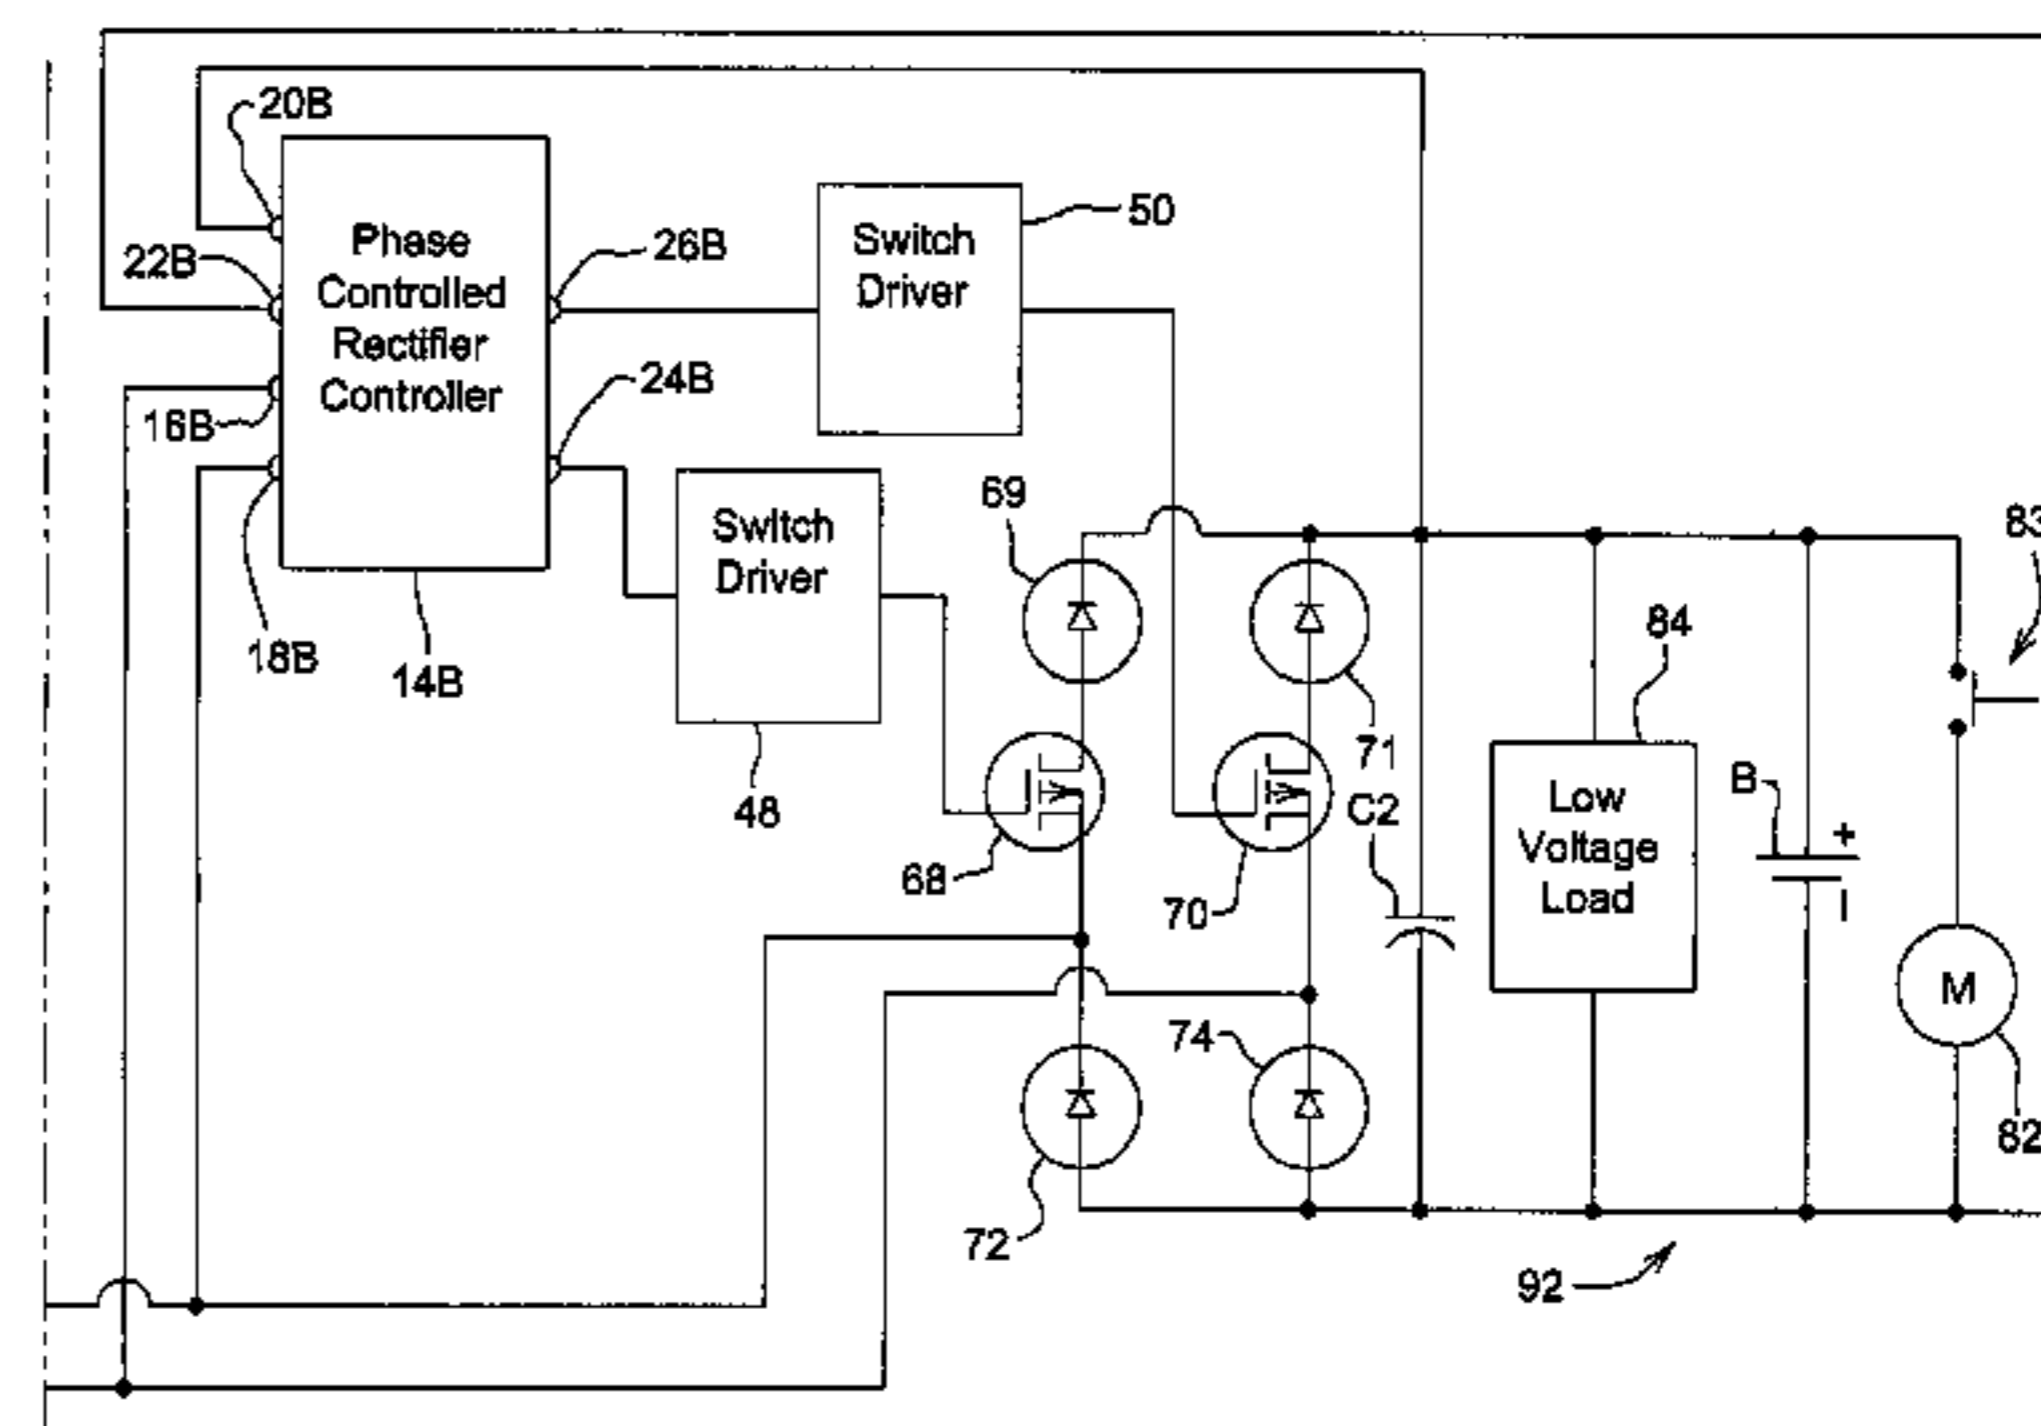 20B
Phase
Controlled
Rectifier
Controller
22B
16B
18B
14B
26B
24B
Switch
Driver
50
Switch
Driver
48
69
68
71
70
C2
72
74
84
Low
Voltage
Load
B
+
83
M
82
92